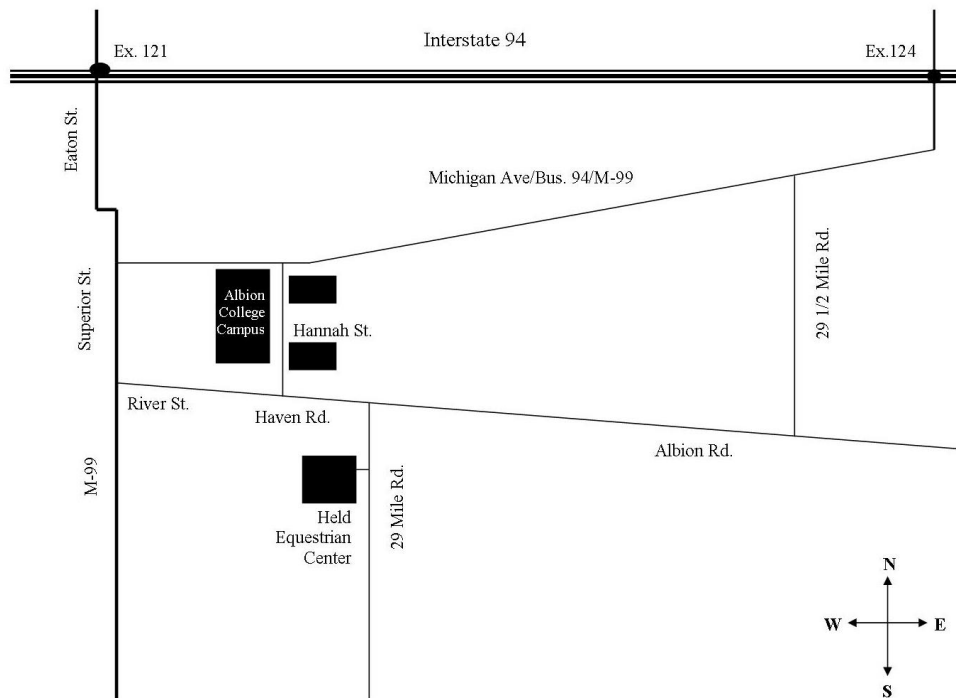 Interstate 94
Ex. 121
Ex.124
Eaton St.
Michigan Ave/Bus. 94/M-99
29 1/2 Mile Rd.
Superior St.
Albion
College
Campus
Hannah St.
River St.
Haven Rd.
Albion Rd.
M-99
29 Mile Rd.
Held
Equestrian
Center
N
W
E
S